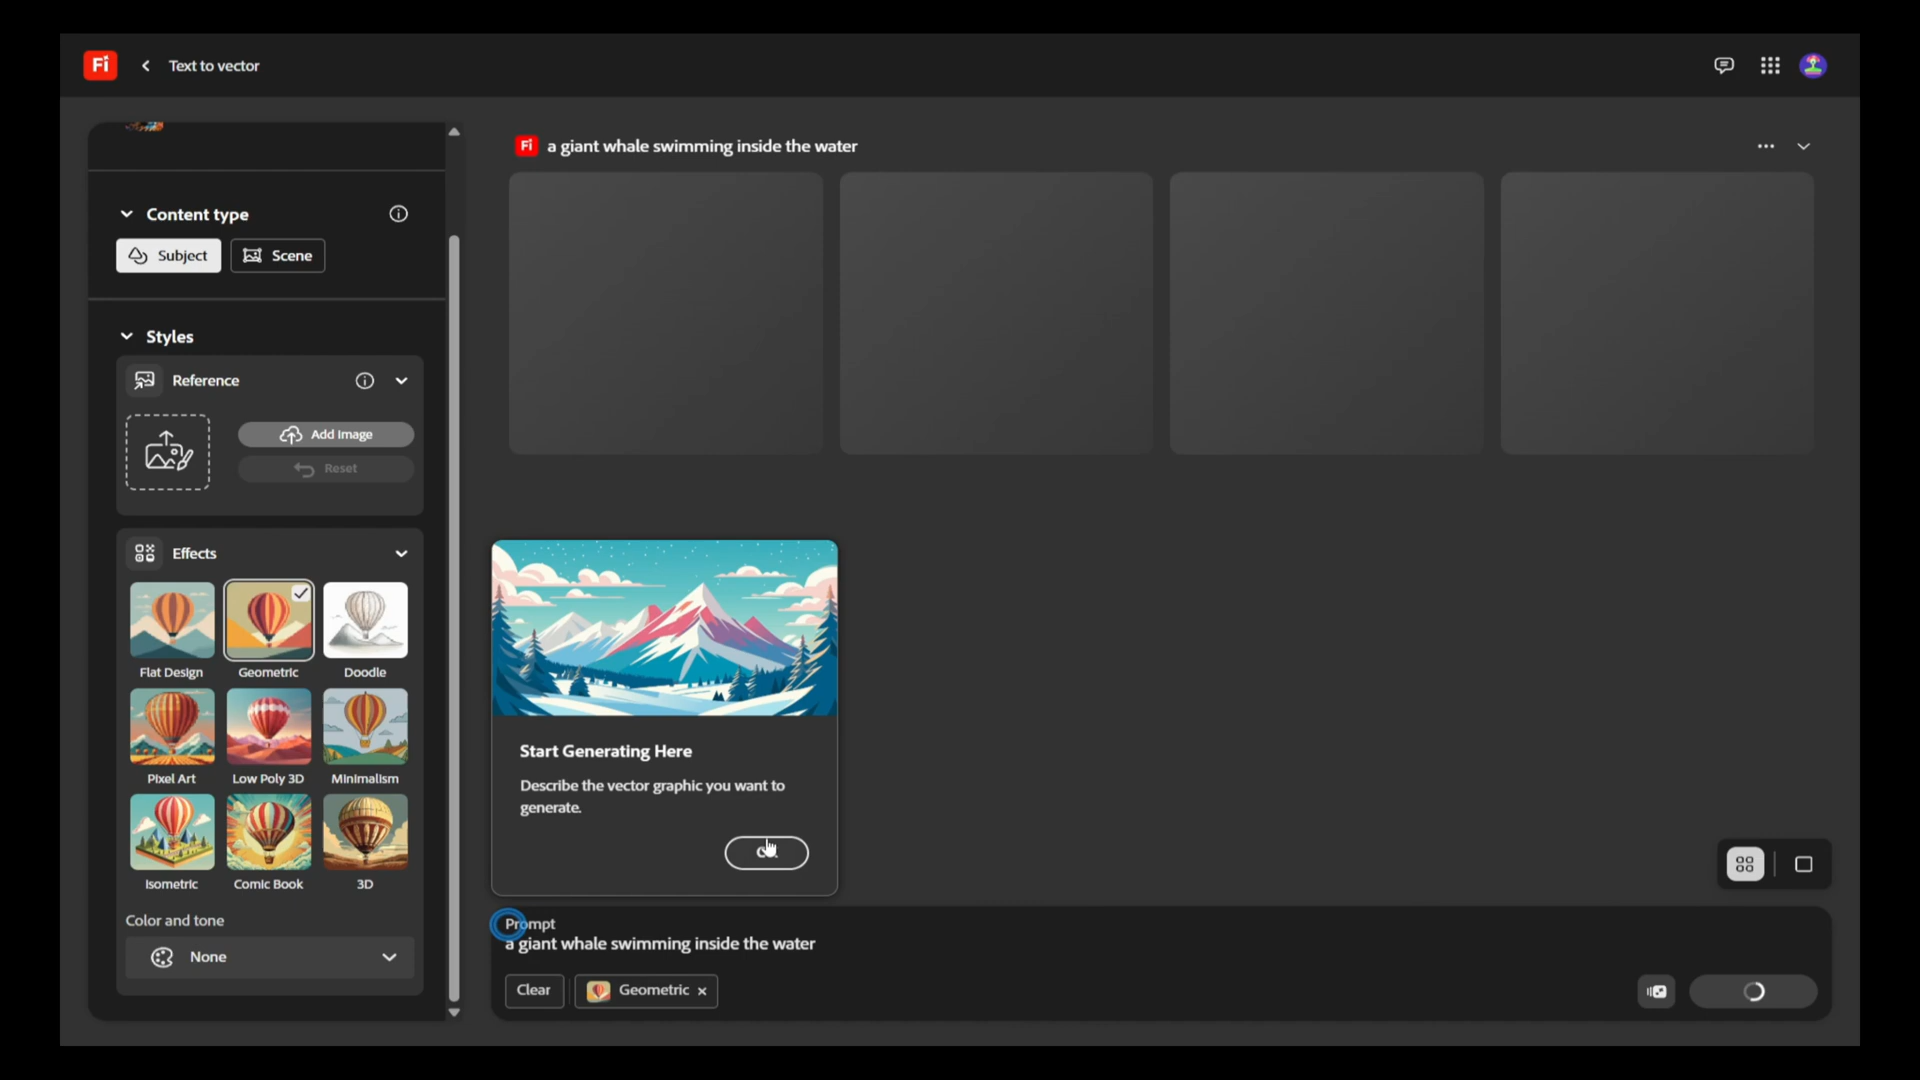 Fi
Text to vector
Content type
Subject
Scene
Styles
Reference
Add Image
Reset
Effects
Flat Design
Geometric
Doodle
Pixel Art
Low Poly 3D
Minimalism
Isometric
Comic Book
3D
Color and tone
None
Fi a giant whale swimming inside the water
Start Generating Here
Describe the vector graphic you want to
generate.
Prompt
a giant whale swimming inside the water
Clear
Geometric